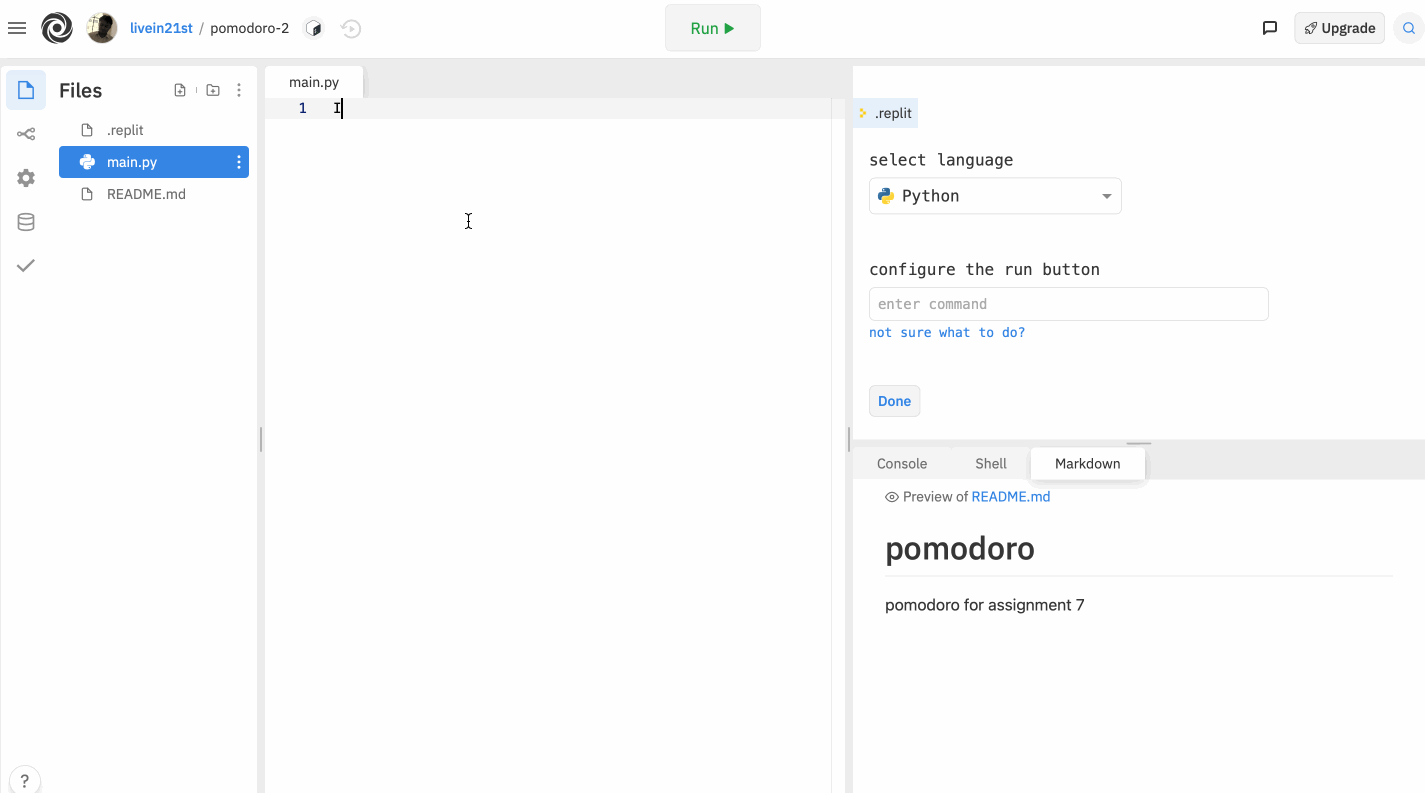 livein21st / pomodoro-2
Run
Upgrade
Files
.replit
main.py
README.md
main.py
1 I
.replit
select language
Python
configure the run button
enter command
not sure what to do?
Done
Console Shell Markdown
Preview of README.md
pomodoro
pomodoro for assignment 7
?